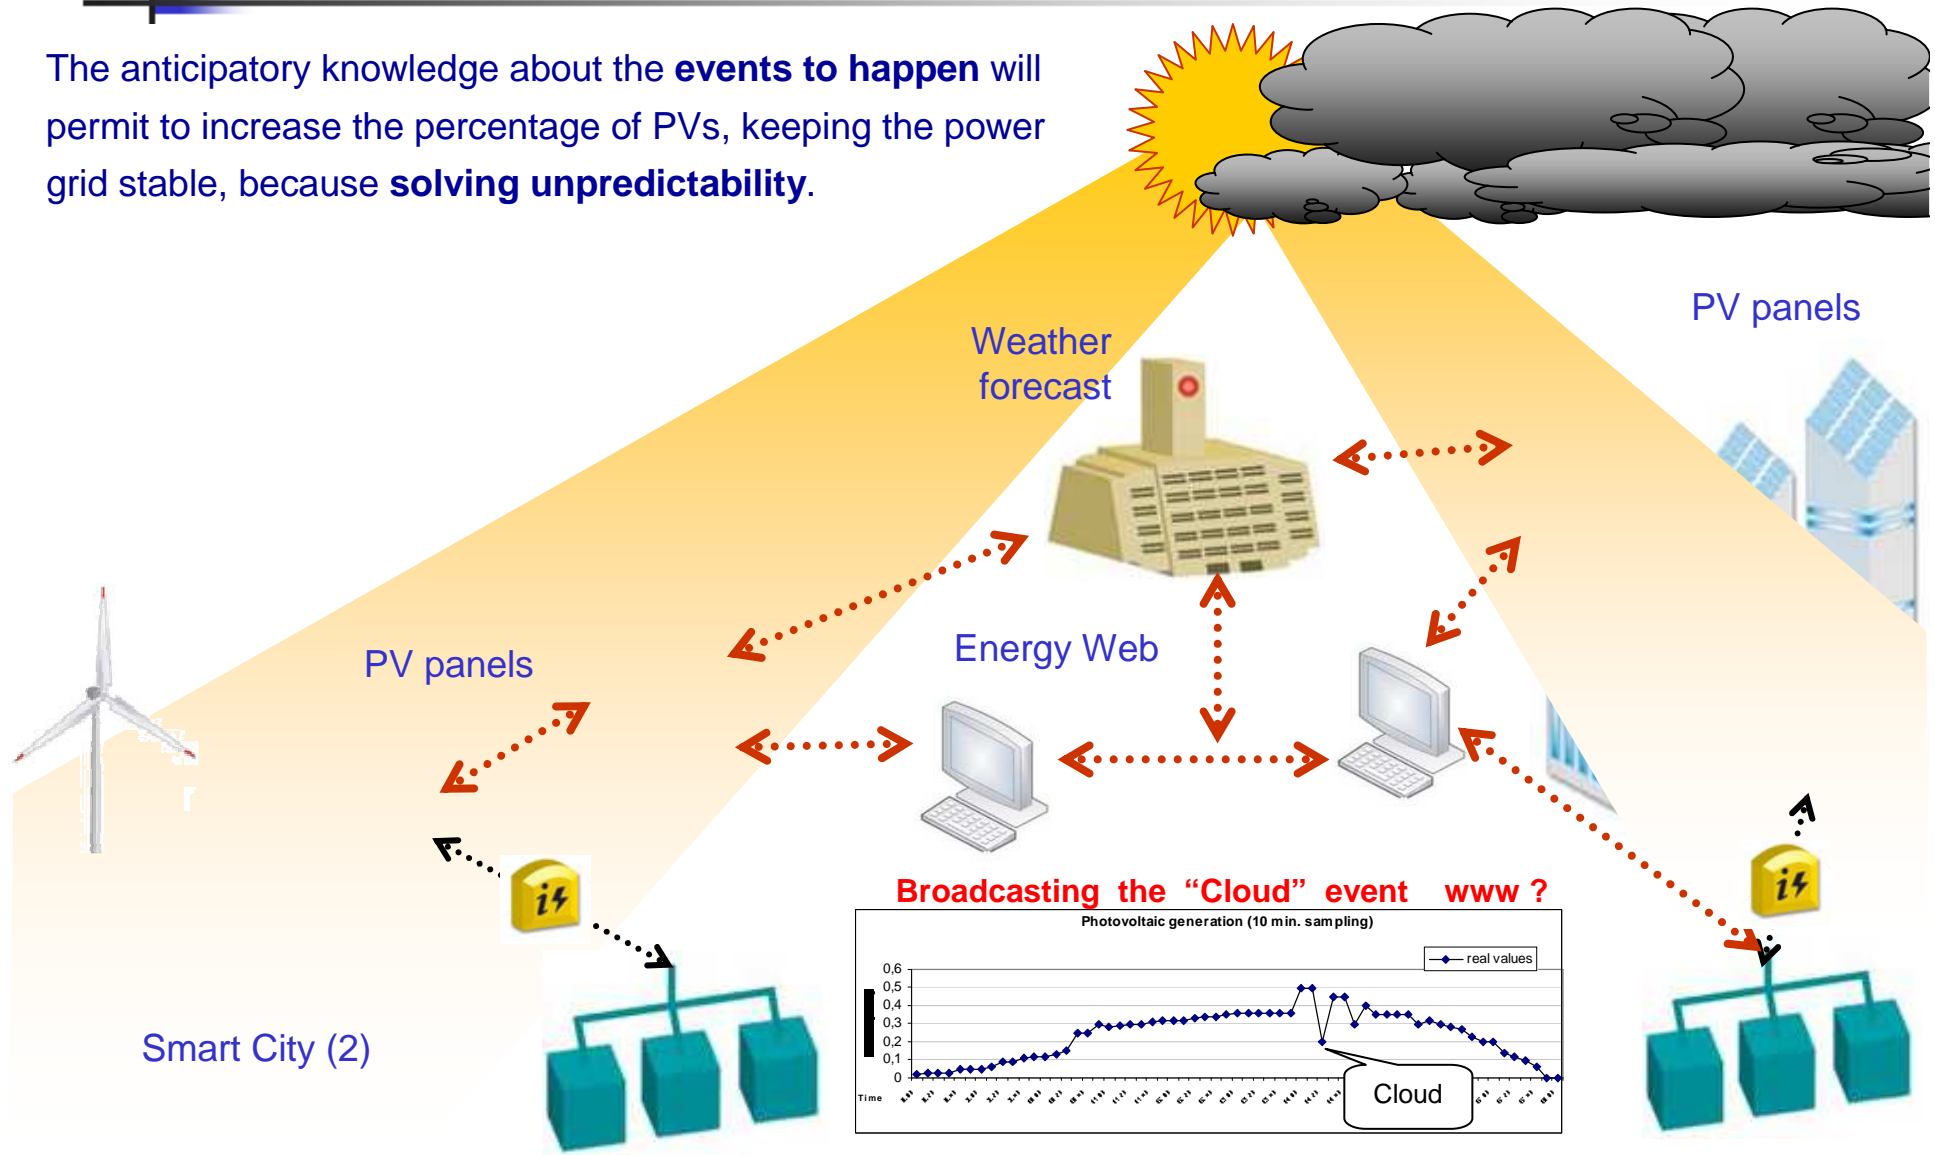 The anticipatory knowledge about the events to happen will
permit to increase the percentage of PVs, keeping the power
grid stable, because solving unpredictability.
PV panels
Weather
forecast
Energy Web
PV panels
Broadcasting the “Cloud” event www ?
Photovoltaic generation (10 min. sampling)
real values
0,6
0,5
0,4
0,3
0,2
0,1
0
Time
Cloud
Smart City (2)